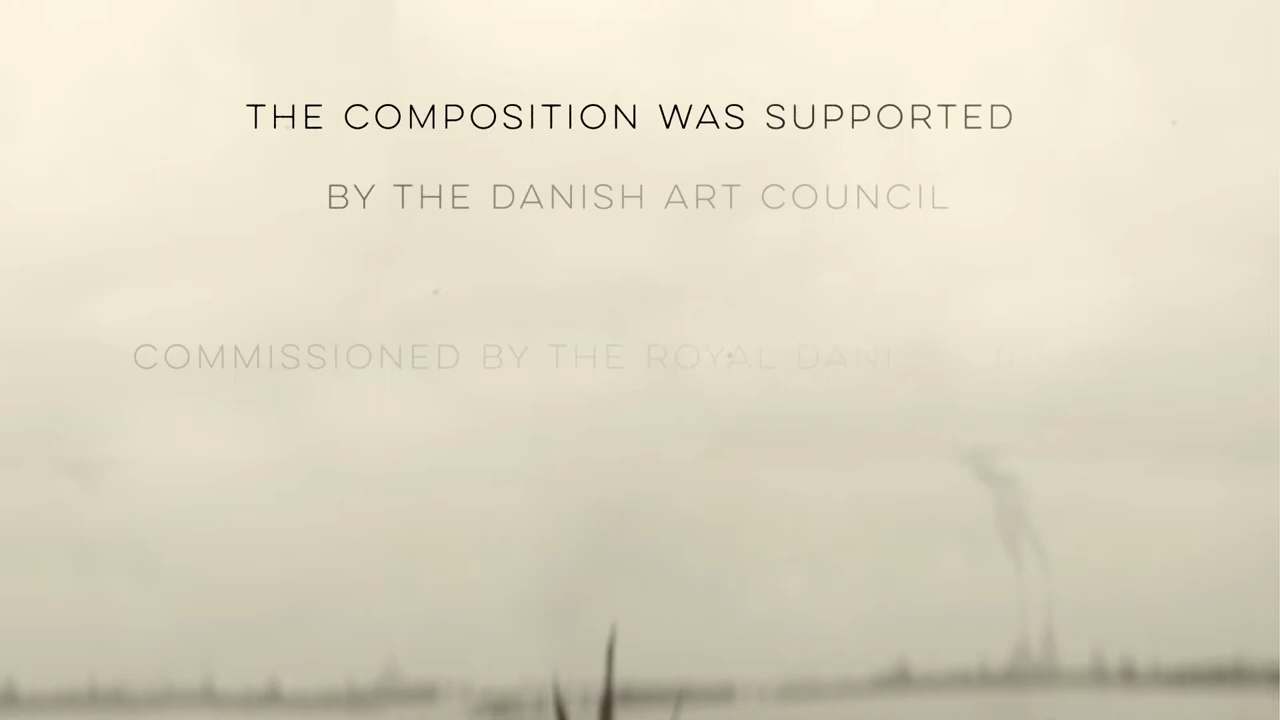 THE COMPOSITION WAS SUPPORTED
BY THE DANISH ART COUNCIL
COMMISSIONED BY THE ROYAL